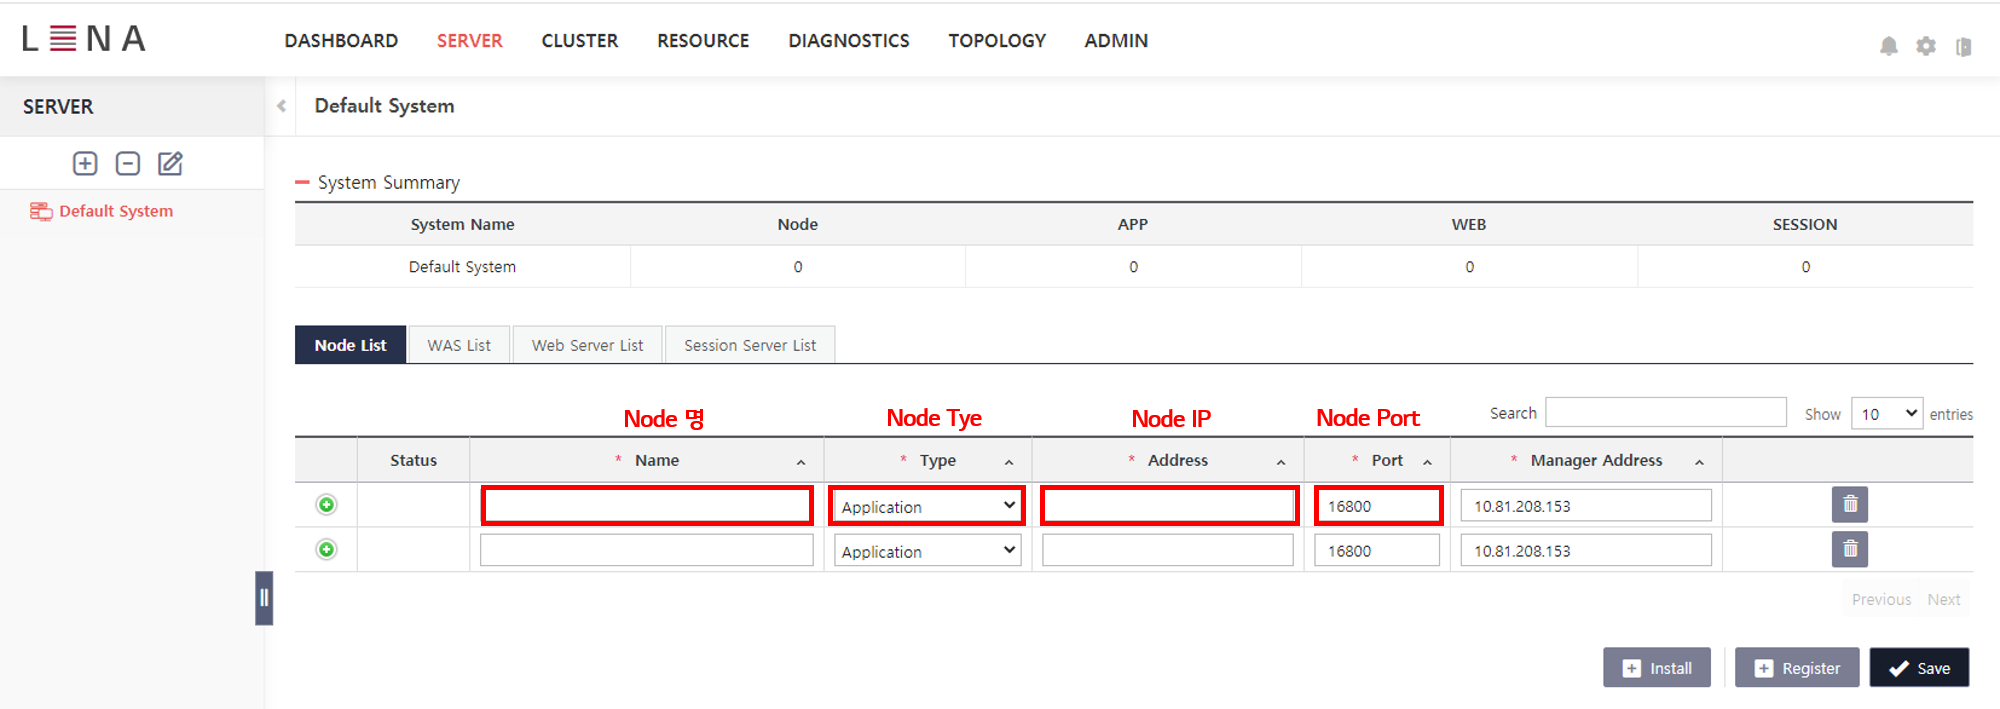 LENA DASHBOARD SERVER CLUSTER RESOURCE DIAGNOSTICS TOPOLOGY ADMIN
SERVER
Default System
Default System
System Summary
System Name Node APP WEB SESSION
Default System 0 0 0 0
Node List WAS List Web Server List Session Server List
Node 명 Node Tye Node IP Node Port
Search Show 10 entries
Status * Name * Type * Address * Port * Manager Address
Application 16800 10.81.208.153
Application 16800 10.81.208.153
Previous Next
Install Register Save